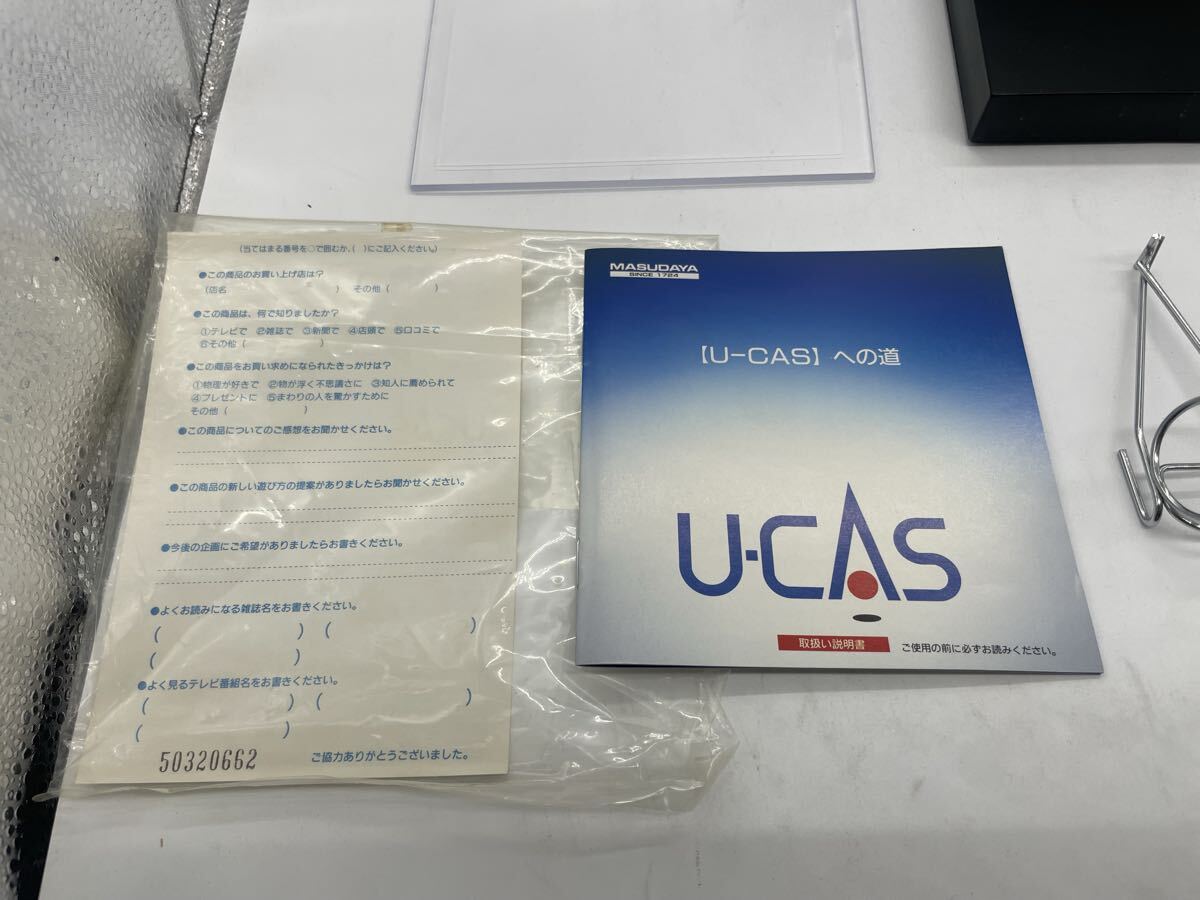 (当てはまる番号を○で囲むか、( )にご記入ください。)
●この商品のお買い上げ店は?
(店名 ) その他( )
●この商品は、何で知りましたか?
①テレビで ②雑誌で ③新聞で ④店頭で ⑤口コミで
⑥その他( )
●この商品をお買い求めになられたきっかけは?
①物理が好きで ②物が浮く不思議さに ③知人に薦められて
④プレゼントに ⑤まわりの人を驚かすために
その他( )
●この商品についてのご感想をお聞かせください。
●この商品の新しい遊び方の提案がありましたらお聞かせください。
●今後の企画にご希望がありましたらお書きください。
●よくお読みになる雑誌名をお書きください。
( ) ( )
( )
●よく見るテレビ番組名をお書きください。
( ) ( )
( )
50320662 ご協力ありがとうございました。
MASUDAYA
SINCE 1724
【U-CAS】への道
U-CAS
取扱い説明書 ご使用の前に必ずお読みください。